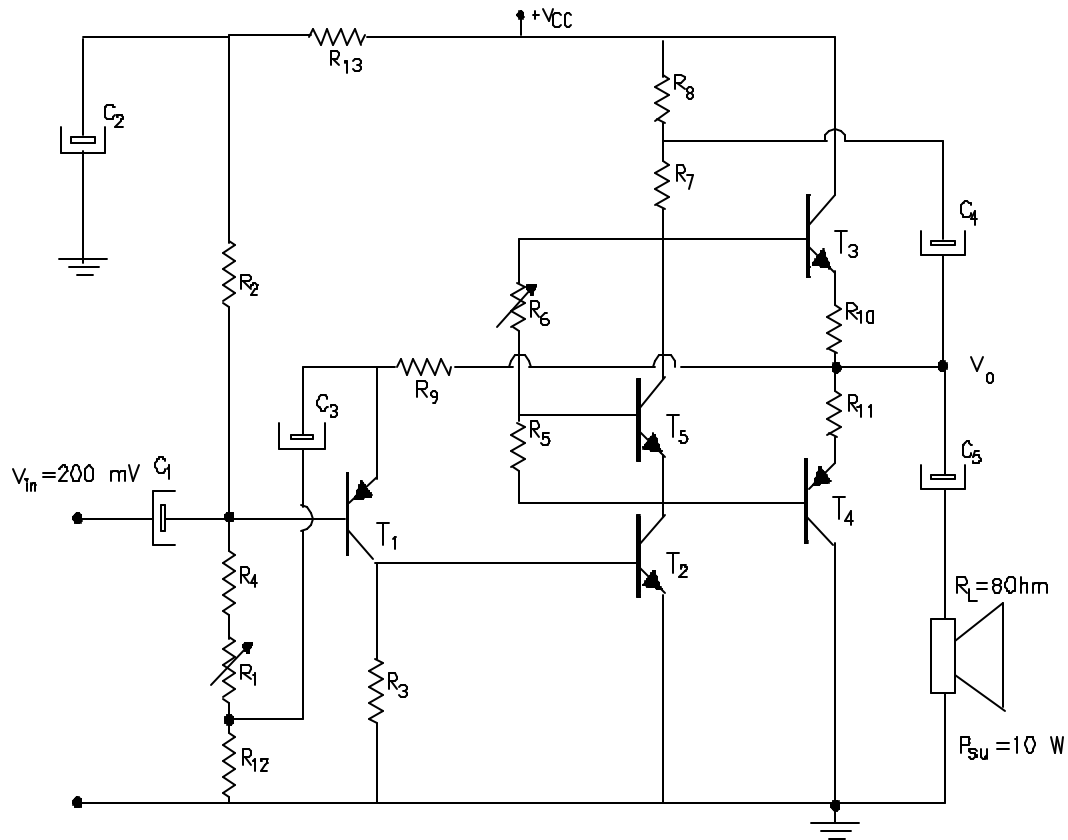 +VCC
R13
R8
C2
R7
C4
T3
R2
R6
R10
Vo
R9
C3
R11
T5
R5
C5
Vin=200 mV
C1
T4
T1
T2
R4
RL=8Ohm
R1
R3
Psu=10 W
R12